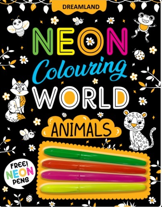 DREAMLAND
NEON
Colouring
WORLD
ANIMALS
FREE!
NEON
PENS